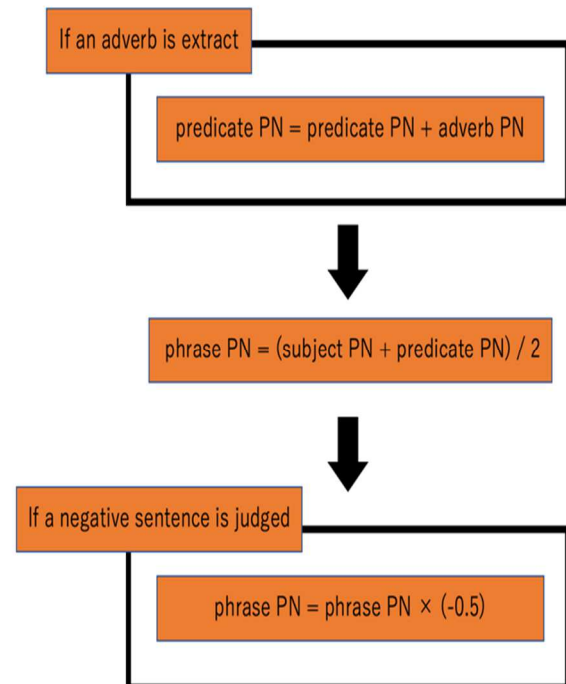 If an adverb is extract
predicate PN = predicate PN + adverb PN
phrase PN = (subject PN + predicate PN) / 2
If a negative sentence is judged
phrase PN = phrase PN × (-0.5)